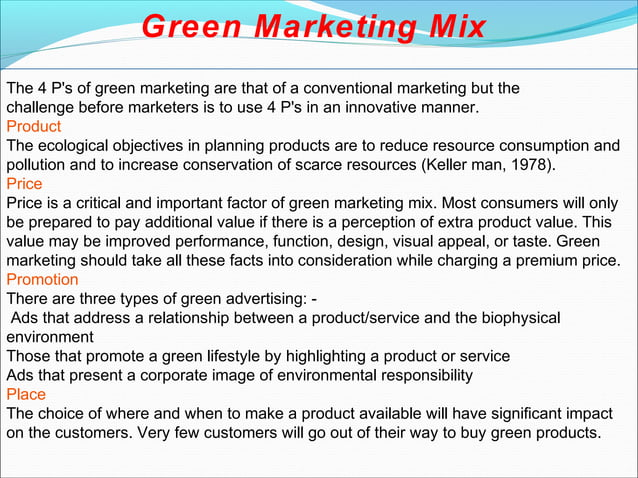 Green Marketing Mix
The 4 P's of green marketing are that of a conventional marketing but the
challenge before marketers is to use 4 P's in an innovative manner.
Product
The ecological objectives in planning products are to reduce resource consumption and
pollution and to increase conservation of scarce resources (Keller man, 1978).
Price
Price is a critical and important factor of green marketing mix. Most consumers will only
be prepared to pay additional value if there is a perception of extra product value. This
value may be improved performance, function, design, visual appeal, or taste. Green
marketing should take all these facts into consideration while charging a premium price.
Promotion
There are three types of green advertising: -
Ads that address a relationship between a product/service and the biophysical
environment
Those that promote a green lifestyle by highlighting a product or service
Ads that present a corporate image of environmental responsibility
Place
The choice of where and when to make a product available will have significant impact
on the customers. Very few customers will go out of their way to buy green products.